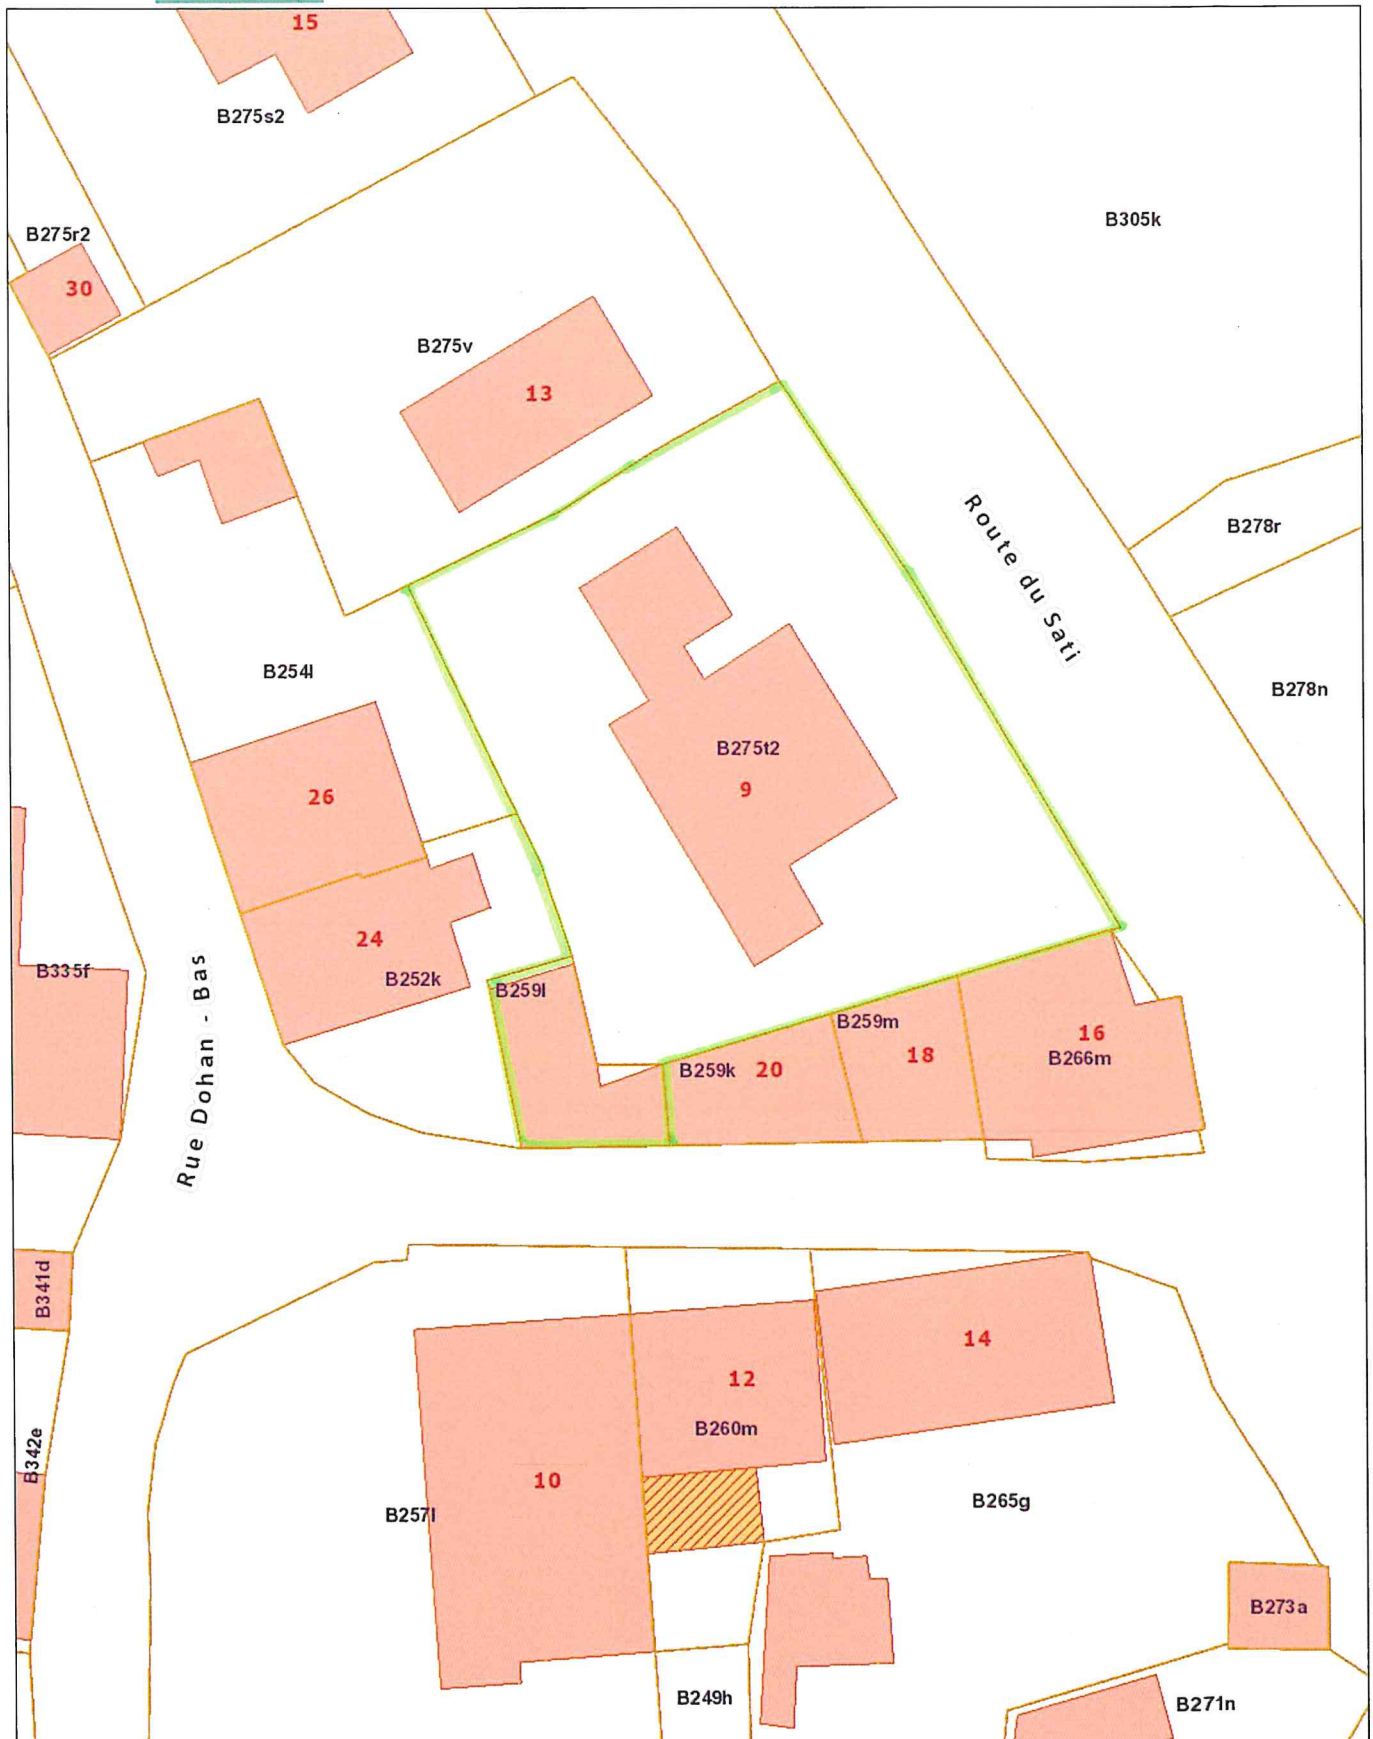 15
B275s2
B305k
B275r2
30
B275v
13
Route du Sati
B278r
B254l
B278n
B275t2
9
26
24
B252k
B335f
B259l
B259m
16
B266m
18
B259k
20
Rue Dohan - Bas
B341d
14
12
B260m
B342e
10
B257l
B265g
B273a
B249h
B271n